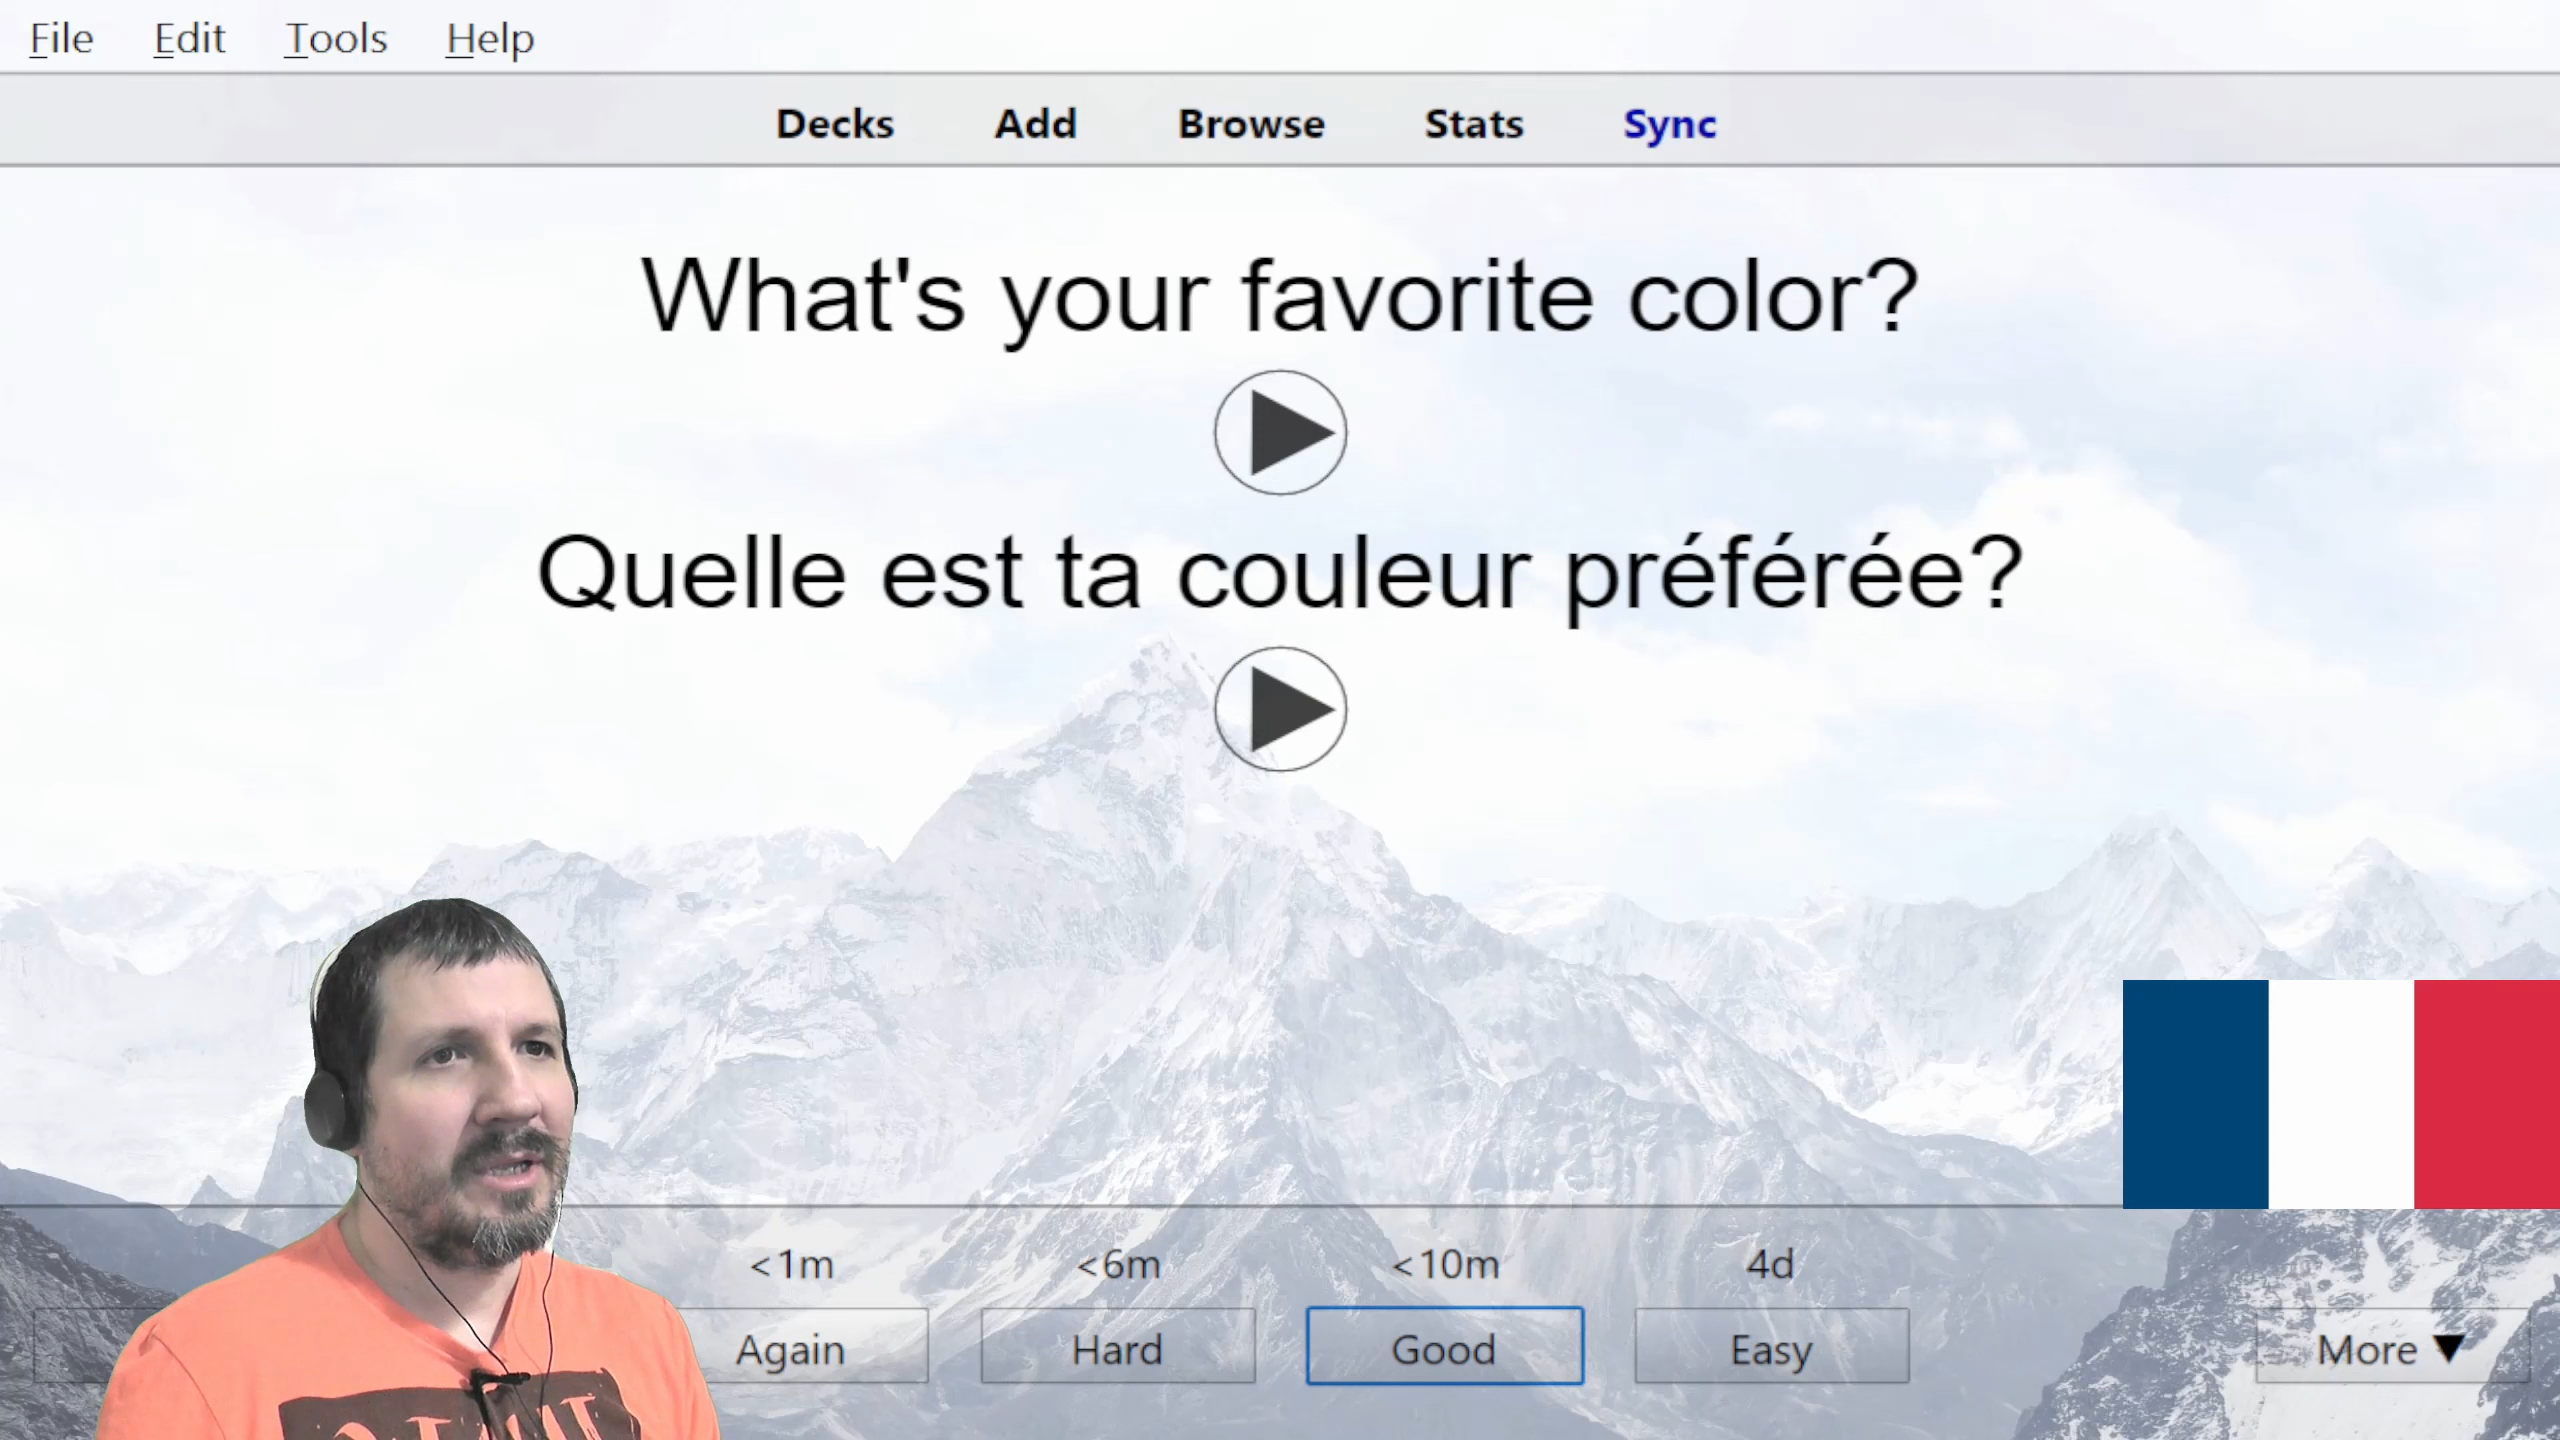 File Edit Tools Help
Decks Add Browse Stats Sync
What's your favorite color?
Quelle est ta couleur préférée?
<1m <6m <10m 4d
Again Hard Good Easy More ▼